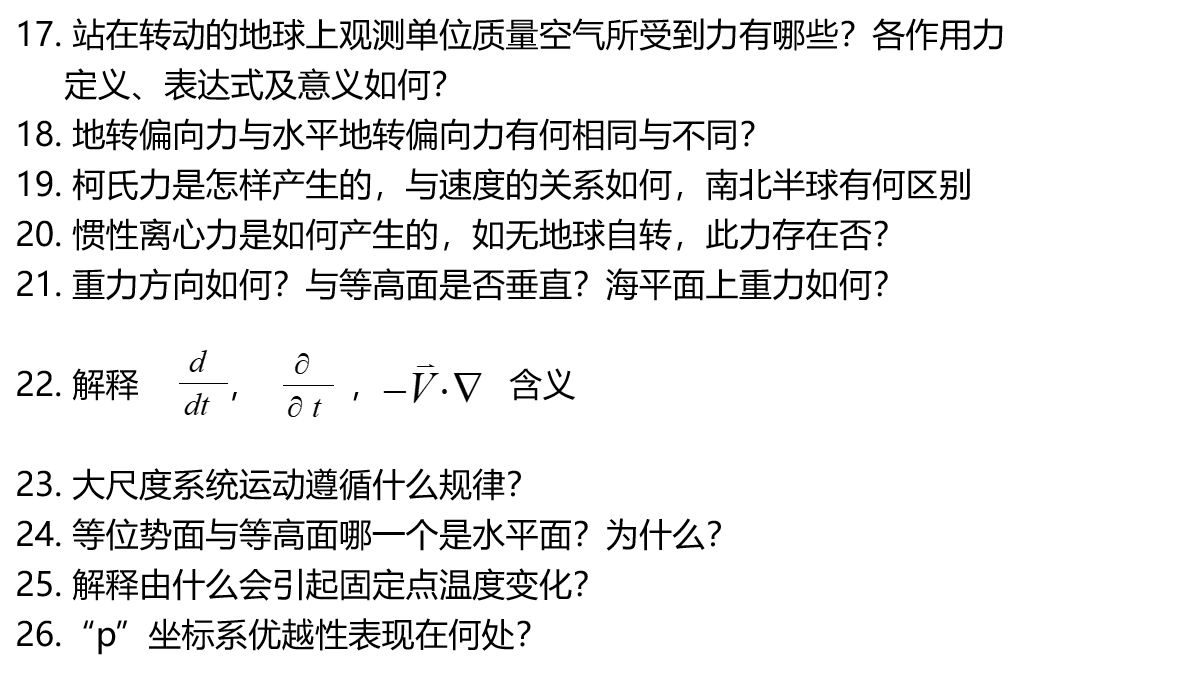 17. 站在转动的地球上观测单位质量空气所受到力有哪些？各作用力
定义、表达式及意义如何？
18. 地转偏向力与水平地转偏向力有何相同与不同？
19. 柯氏力是怎样产生的，与速度的关系如何，南北半球有何区别
20. 惯性离心力是如何产生的，如无地球自转，此力存在否？
21. 重力方向如何？与等高面是否垂直？海平面上重力如何？
22. 解释 d/dt， ∂/∂t ，−V⃗·∇ 含义
23. 大尺度系统运动遵循什么规律？
24. 等位势面与等高面哪一个是水平面？为什么？
25. 解释由什么会引起固定点温度变化？
26.“p”坐标系优越性表现在何处？